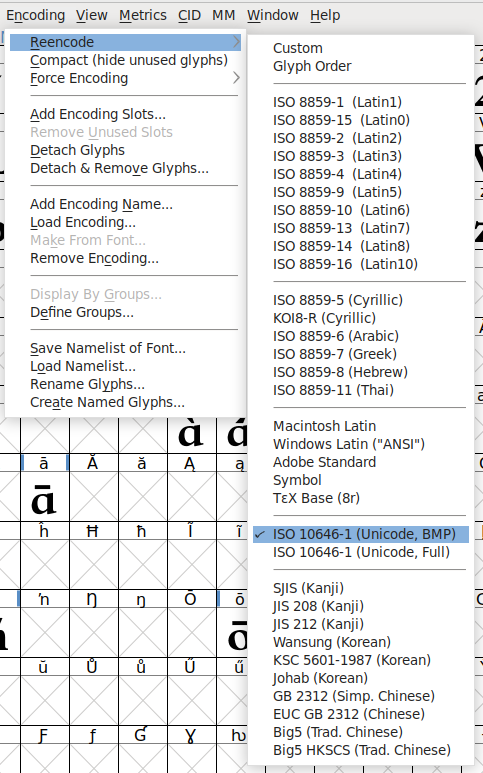 Encoding View Metrics CID MM Window Help
Reencode
Compact (hide unused glyphs)
Force Encoding
Add Encoding Slots...
Remove Unused Slots
Detach Glyphs
Detach & Remove Glyphs...
Add Encoding Name...
Load Encoding...
Make From Font...
Remove Encoding...
Display By Groups...
Define Groups...
Save Namelist of Font...
Load Namelist...
Rename Glyphs...
Create Named Glyphs...
Custom
Glyph Order
ISO 8859-1 (Latin1)
ISO 8859-15 (Latin0)
ISO 8859-2 (Latin2)
ISO 8859-3 (Latin3)
ISO 8859-4 (Latin4)
ISO 8859-9 (Latin5)
ISO 8859-10 (Latin6)
ISO 8859-13 (Latin7)
ISO 8859-14 (Latin8)
ISO 8859-16 (Latin10)
ISO 8859-5 (Cyrillic)
KOI8-R (Cyrillic)
ISO 8859-6 (Arabic)
ISO 8859-7 (Greek)
ISO 8859-8 (Hebrew)
ISO 8859-11 (Thai)
Macintosh Latin
Windows Latin ("ANSI")
Adobe Standard
Symbol
TεX Base (8r)
✓ ISO 10646-1 (Unicode, BMP)
ISO 10646-1 (Unicode, Full)
SJIS (Kanji)
JIS 208 (Kanji)
JIS 212 (Kanji)
Wansung (Korean)
KSC 5601-1987 (Korean)
Johab (Korean)
GB 2312 (Simp. Chinese)
EUC GB 2312 (Chinese)
Big5 (Trad. Chinese)
Big5 HKSCS (Trad. Chinese)
à á
ā Ă ă Ą ą
ā
ĥ Ħ ħ Ĩ ĩ
ŉ Ŋ ŋ Ō ō
ō
ŭ Ů ů Ű ű
Ƒ ƒ Ɠ Ɣ ƕ